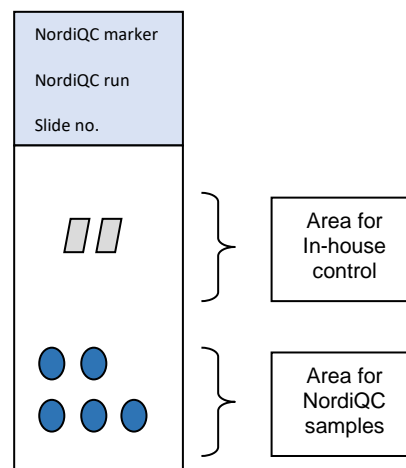 NordiQC marker
NordiQC run
Slide no.
Area for
In-house
control
Area for
NordiQC
samples